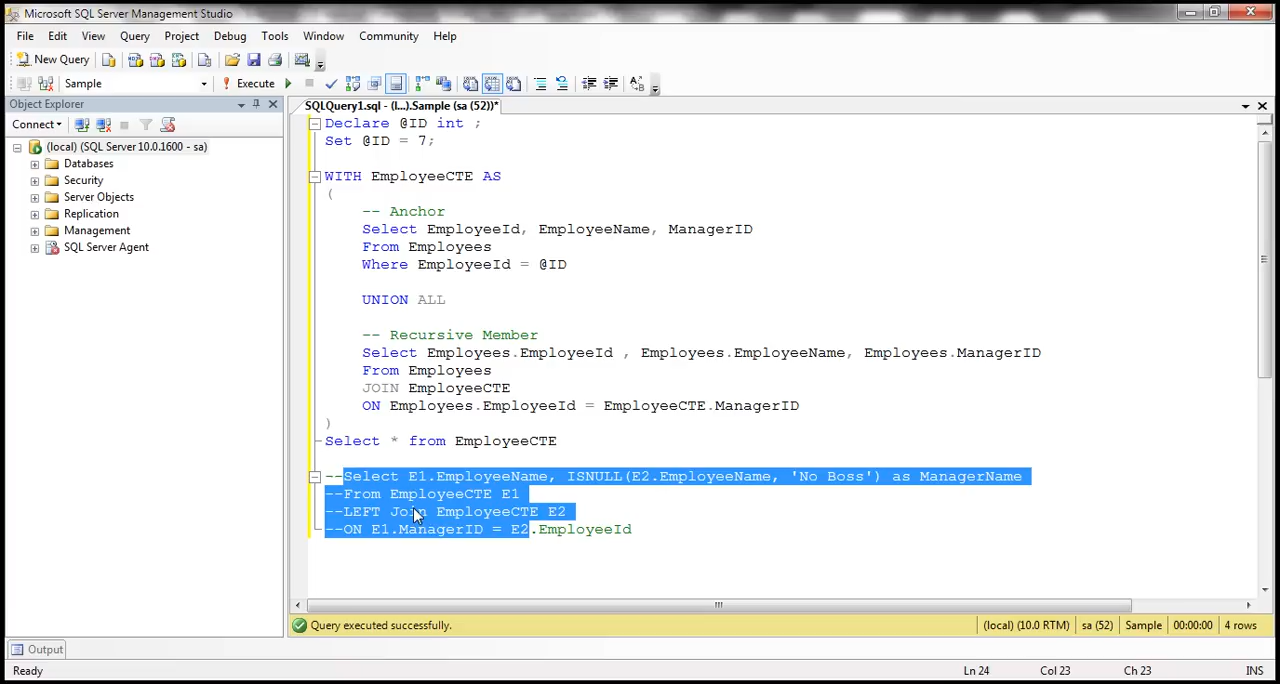 Microsoft SQL Server Management Studio
File Edit View Query Project Debug Tools Window Community Help
New Query
Sample Execute
Object Explorer
Connect
(local) (SQL Server 10.0.1600 - sa)
Databases
Security
Server Objects
Replication
Management
SQL Server Agent
SQLQuery1.sql - (l...).Sample (sa (52))*
Declare @ID int ;
Set @ID = 7;
WITH EmployeeCTE AS
(
-- Anchor
Select EmployeeId, EmployeeName, ManagerID
From Employees
Where EmployeeId = @ID
UNION ALL
-- Recursive Member
Select Employees.EmployeeId , Employees.EmployeeName, Employees.ManagerID
From Employees
JOIN EmployeeCTE
ON Employees.EmployeeId = EmployeeCTE.ManagerID
)
Select * from EmployeeCTE
--Select E1.EmployeeName, ISNULL(E2.EmployeeName, 'No Boss') as ManagerName
--From EmployeeCTE E1
--LEFT Join EmployeeCTE E2
--ON E1.ManagerID = E2.EmployeeId
Query executed successfully. (local) (10.0 RTM) sa (52) Sample 00:00:00 4 rows
Output
Ready Ln 24 Col 23 Ch 23 INS